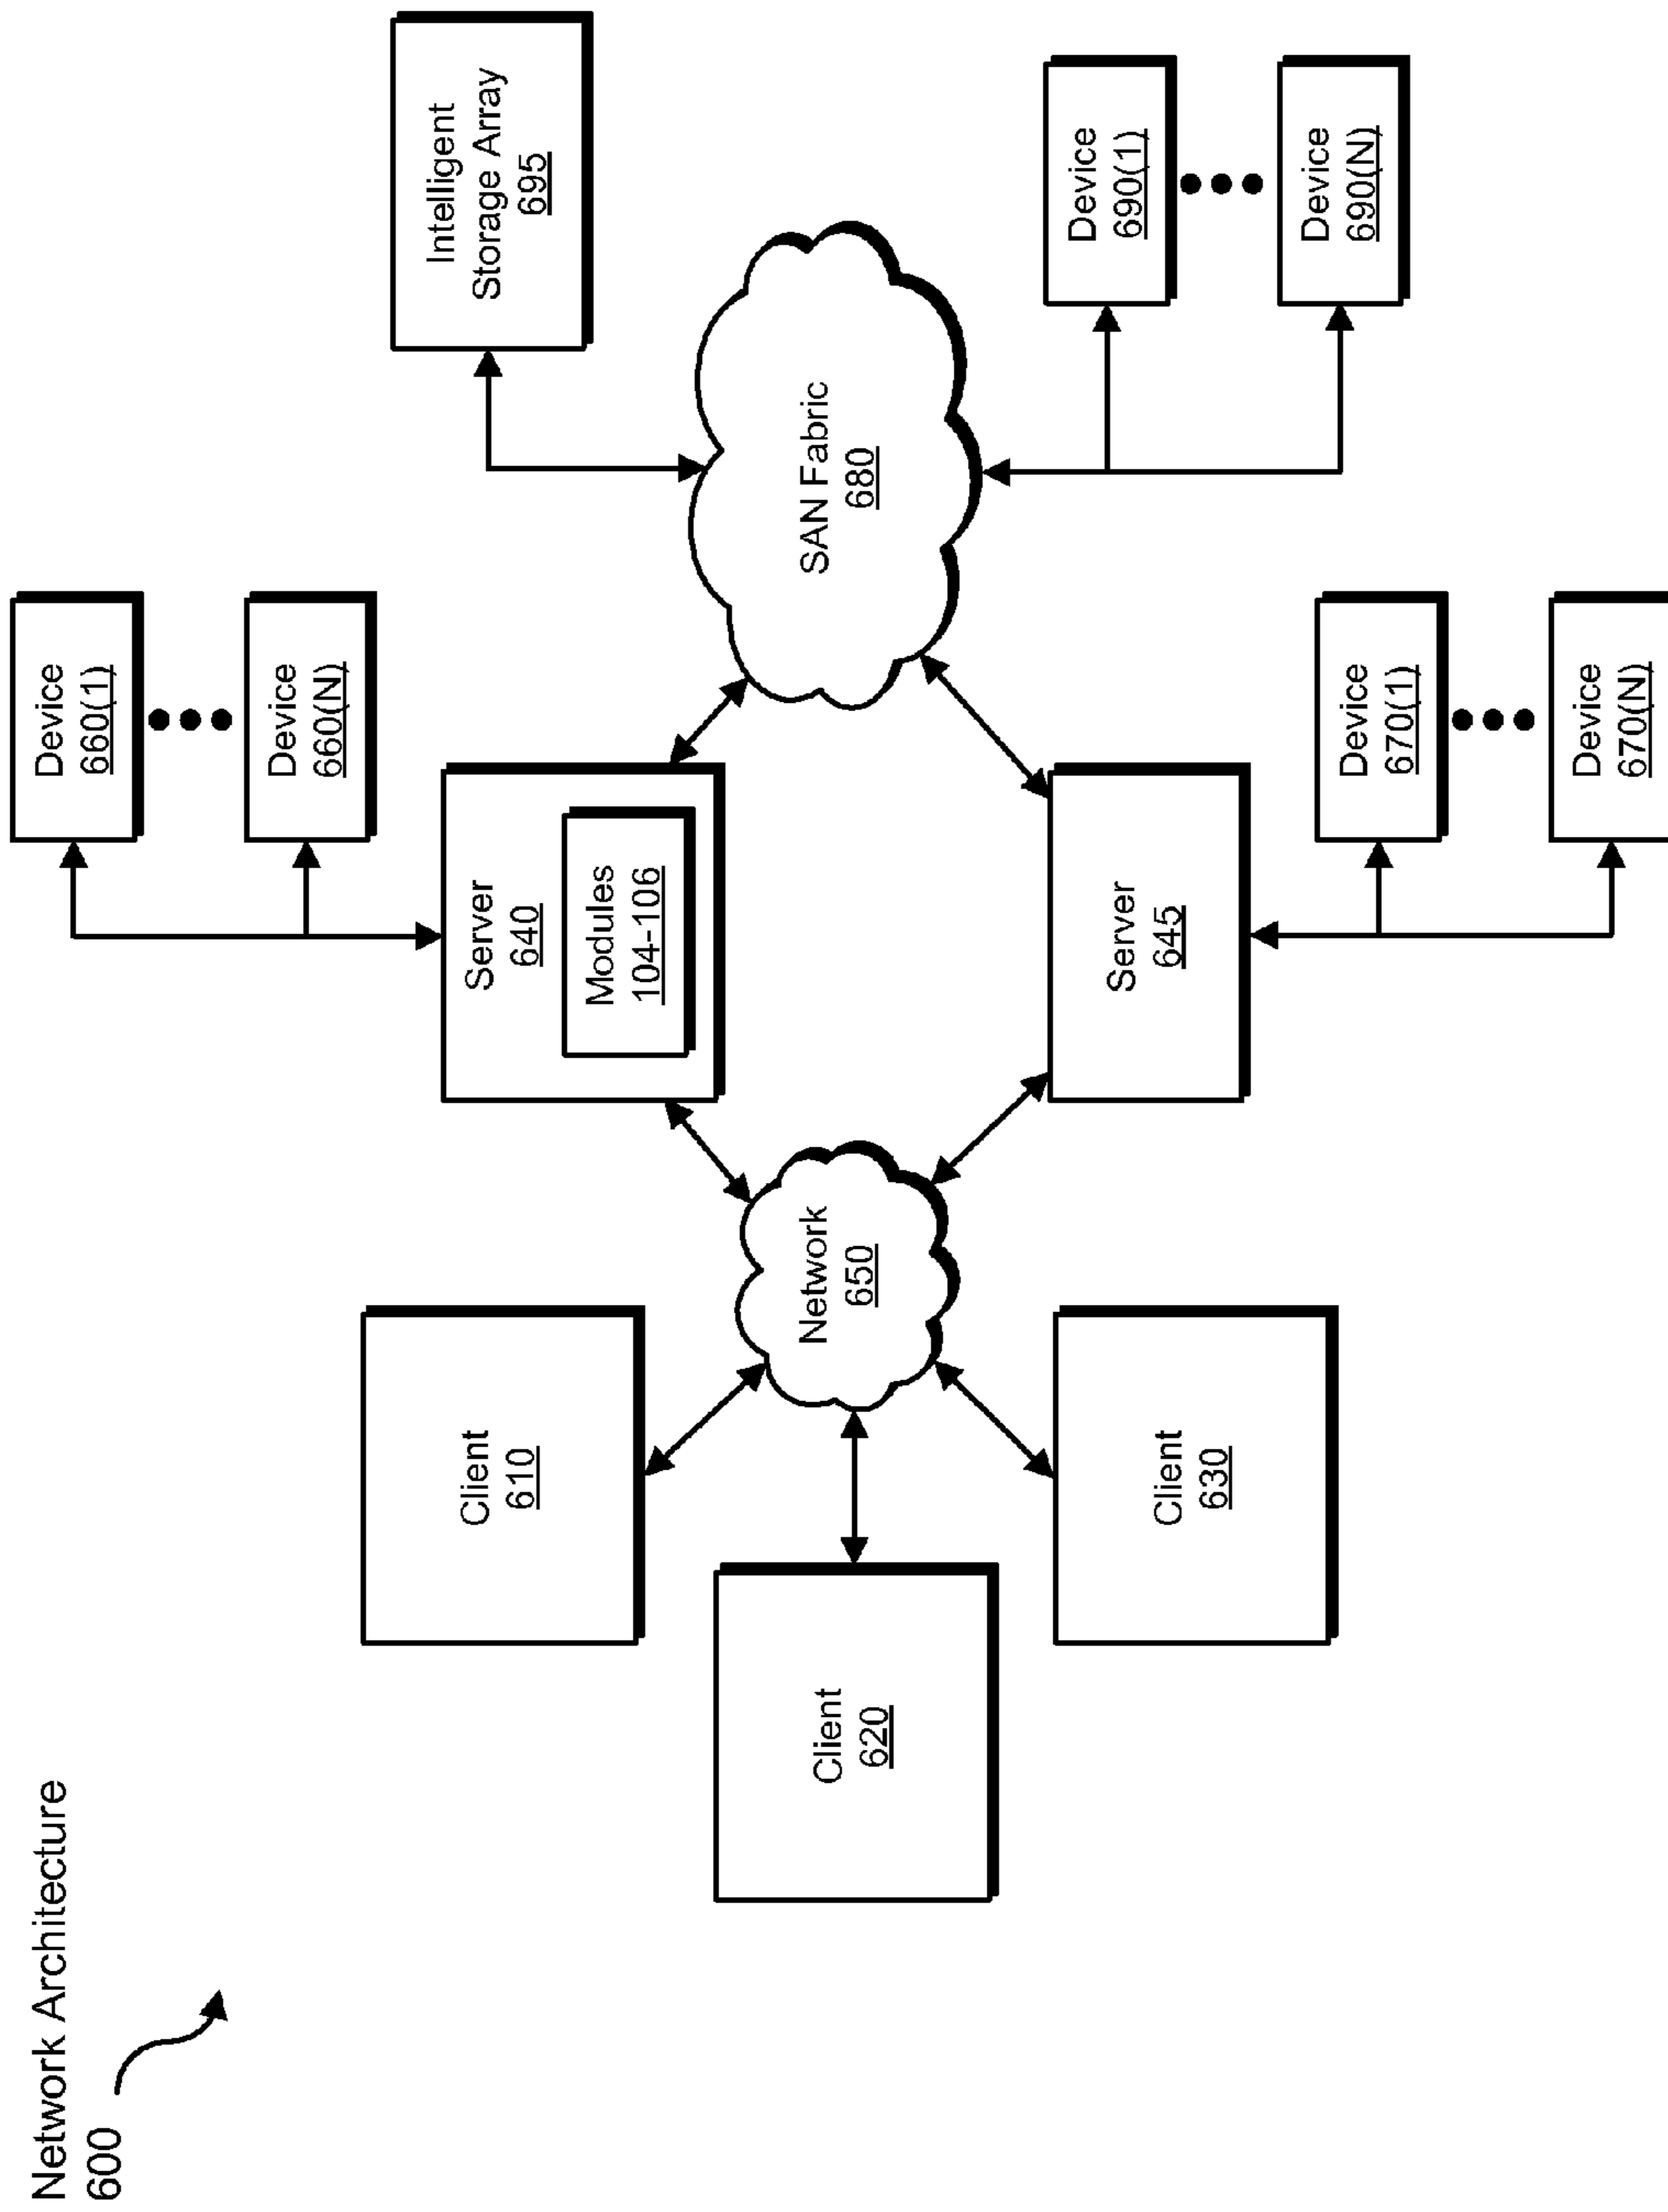 Network Architecture
600
Client
610
Client
620
Client
630
Network
650
Server
640
Modules
104-106
Server
645
Device
660(1)
Device
660(N)
Device
670(1)
Device
670(N)
SAN Fabric
680
Intelligent
Storage Array
695
Device
690(1)
Device
690(N)